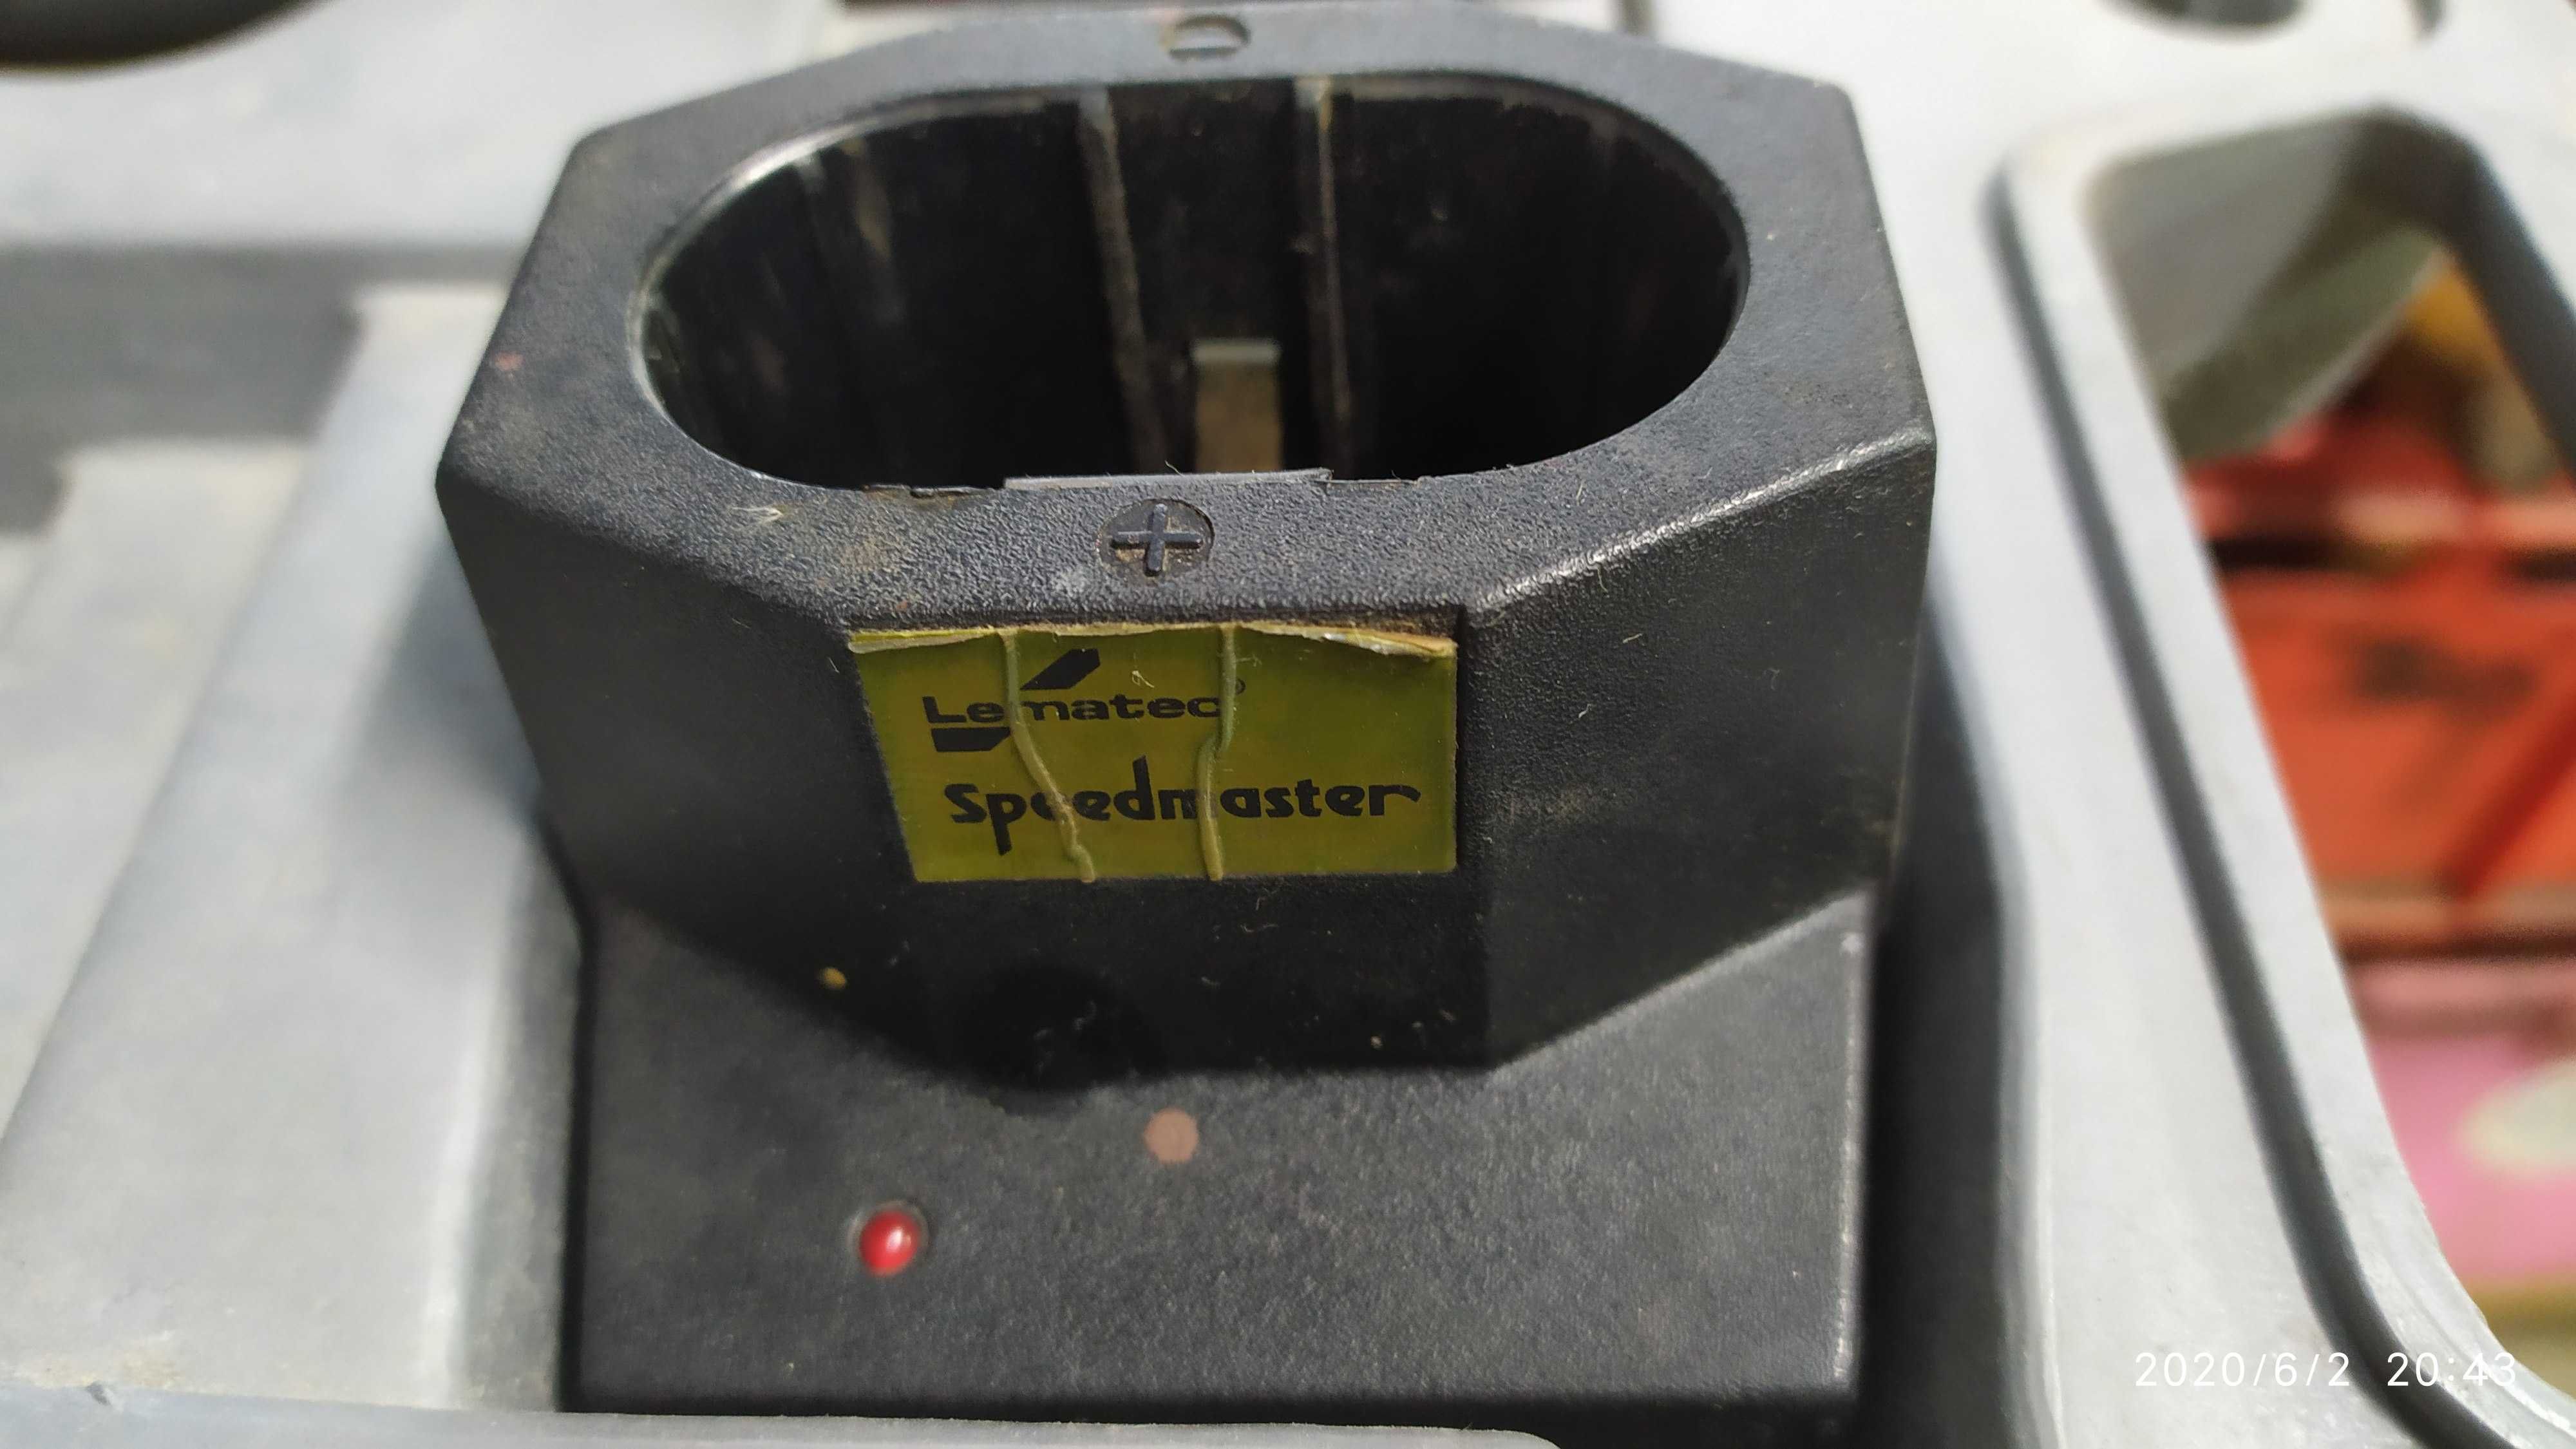 −
+
Lematec®
Speedmaster
2020/6/2 20:43